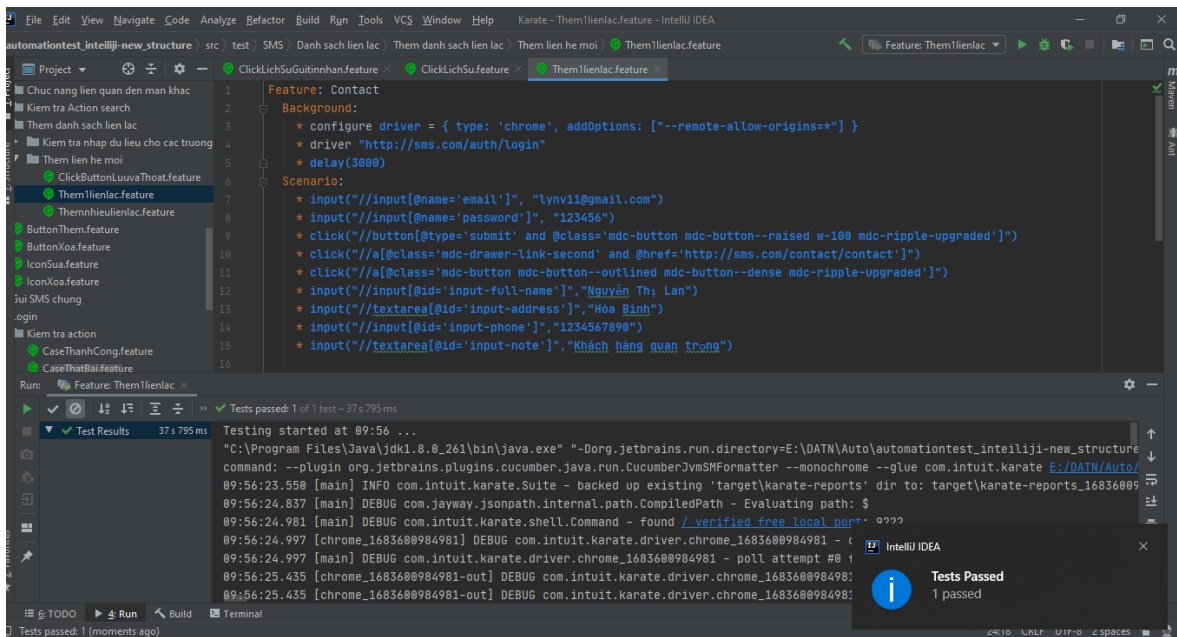 File Edit View Navigate Code Analyze Refactor Build Run Tools VCS Window Help Karate - Them1lienlac.feature - IntelliJ IDEA
automationtest_inteiliji-new_structure src test SMS Danh sach lien lac Them danh sach lien lac Them lien he moi Them1lienlac.feature Feature: Them1lienlac
Project ClickLichSuGuitinnhan.feature ClickLichSu.feature Them1lienlac.feature
Chuc nang lien quan den man khac
Kiem tra Action search
Them danh sach lien lac
Kiem tra nhap du lieu cho cac truong
Them lien he moi
ClickButtonLuuvaThoat.feature
Them1lienlac.feature
Themnhieulienlac.feature
ButtonThem.feature
ButtonXoa.feature
IconSua.feature
IconXoa.feature
Gui SMS chung
Kiem tra action
CaseThanhCong.feature
CaseThatBai.feature
1 Feature: Contact
2 Background:
3 * configure driver = { type: 'chrome', addOptions: ["--remote-allow-origins=*"] }
4 * driver "http://sms.com/auth/login"
5 * delay(3000)
6 Scenario:
7 * input("//input[@name='email']", "lynv11@gmail.com")
8 * input("//input[@name='password']", "123456")
9 * click("//button[@type='submit' and @class='mdc-button mdc-button--raised w-100 mdc-ripple-upgraded']")
10 * click("//a[@class='mdc-drawer-link-second' and @href='http://sms.com/contact/contact']")
11 * click("//a[@class='mdc-button mdc-button--outlined mdc-button--dense mdc-ripple-upgraded']")
12 * input("//input[@id='input-full-name']","Nguyễn Thị Lan")
13 * input("//textarea[@id='input-address']","Hòa Bình")
14 * input("//input[@id='input-phone']","1234567890")
15 * input("//textarea[@id='input-note']","Khách hàng quan trọng")
16
Maven
Ant
Run: Feature: Them1lienlac
Tests passed: 1 of 1 test – 37 s 795 ms
Test Results 37 s 795 ms
Testing started at 09:56 ...
"C:\Program Files\Java\jdk1.8.0_261\bin\java.exe" "-Dorg.jetbrains.run.directory=E:\DATN\Auto\automationtest_inteiliji-new_structure
command: --plugin org.jetbrains.plugins.cucumber.java.run.CucumberJvmSMFormatter --monochrome --glue com.intuit.karate E:/DATN/Auto/
09:56:23.550 [main] INFO com.intuit.karate.Suite - backed up existing 'target\karate-reports' dir to: target\karate-reports_16836009
09:56:24.837 [main] DEBUG com.jayway.jsonpath.internal.path.CompiledPath - Evaluating path: $
09:56:24.981 [main] DEBUG com.intuit.karate.shell.Command - found / verified free local port: 9222
09:56:24.997 [chrome_1683600984981] DEBUG com.intuit.karate.driver.chrome_1683600984981 - c
09:56:24.997 [main] DEBUG com.intuit.karate.driver.chrome_1683600984981 - poll attempt #0
09:56:25.435 [chrome_1683600984981-out] DEBUG com.intuit.karate.driver.chrome_168360098498
09:56:25.435 [chrome_1683600984981-out] DEBUG com.intuit.karate.driver.chrome_168360098498
IntelliJ IDEA
Tests Passed
1 passed
6: TODO 4: Run Build Terminal
Tests passed: 1 (moments ago) 24:18 CRLF UTF-8 2 spaces